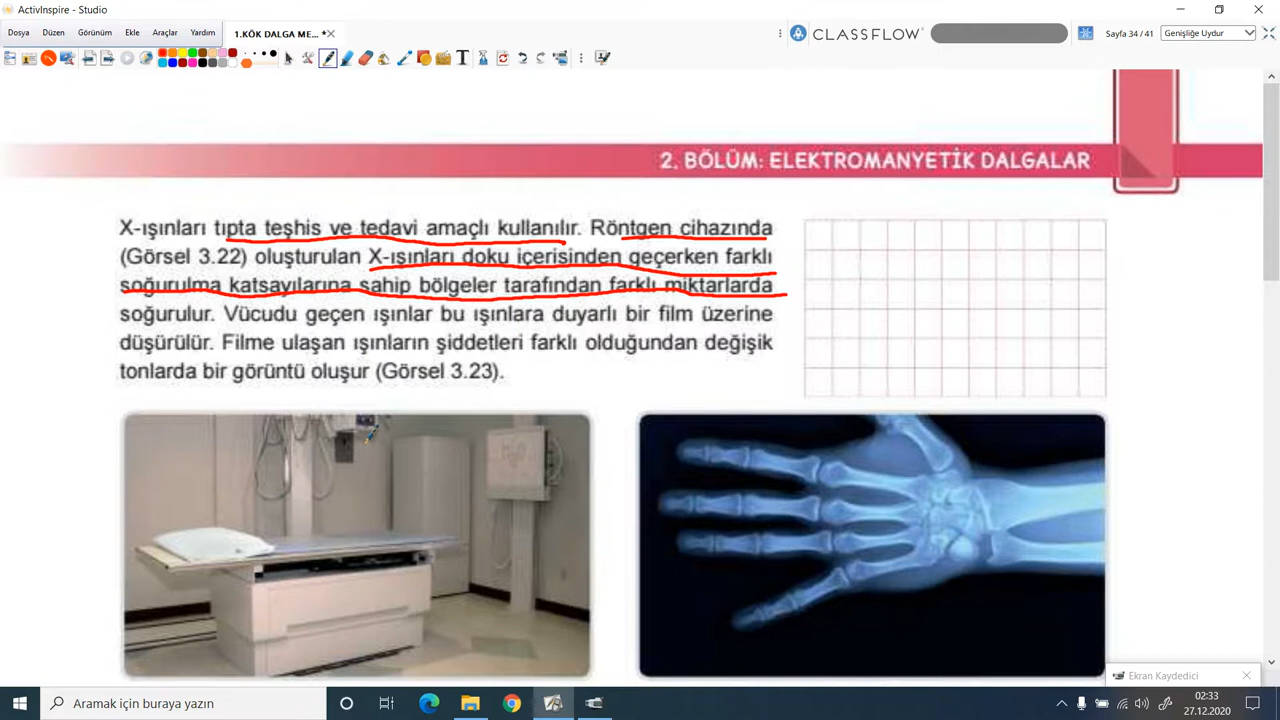 ActivInspire - Studio
Dosya Düzen Görünüm Ekle Araçlar Yardım
1.KÖK DALGA ME... *
CLASSFLOW
Sayfa 34 / 41
Genişliğe Uydur
2. BÖLÜM: ELEKTROMANYETİK DALGALAR
X-ışınları tıpta teşhis ve tedavi amaçlı kullanılır. Röntgen cihazında
(Görsel 3.22) oluşturulan X-ışınları doku içerisinden geçerken farklı
soğurulma katsayılarına sahip bölgeler tarafından farklı miktarlarda
soğurulur. Vücudu geçen ışınlar bu ışınlara duyarlı bir film üzerine
düşürülür. Filme ulaşan ışınların şiddetleri farklı olduğundan değişik
tonlarda bir görüntü oluşur (Görsel 3.23).
Ekran Kaydedici
Aramak için buraya yazın
02:33
27.12.2020